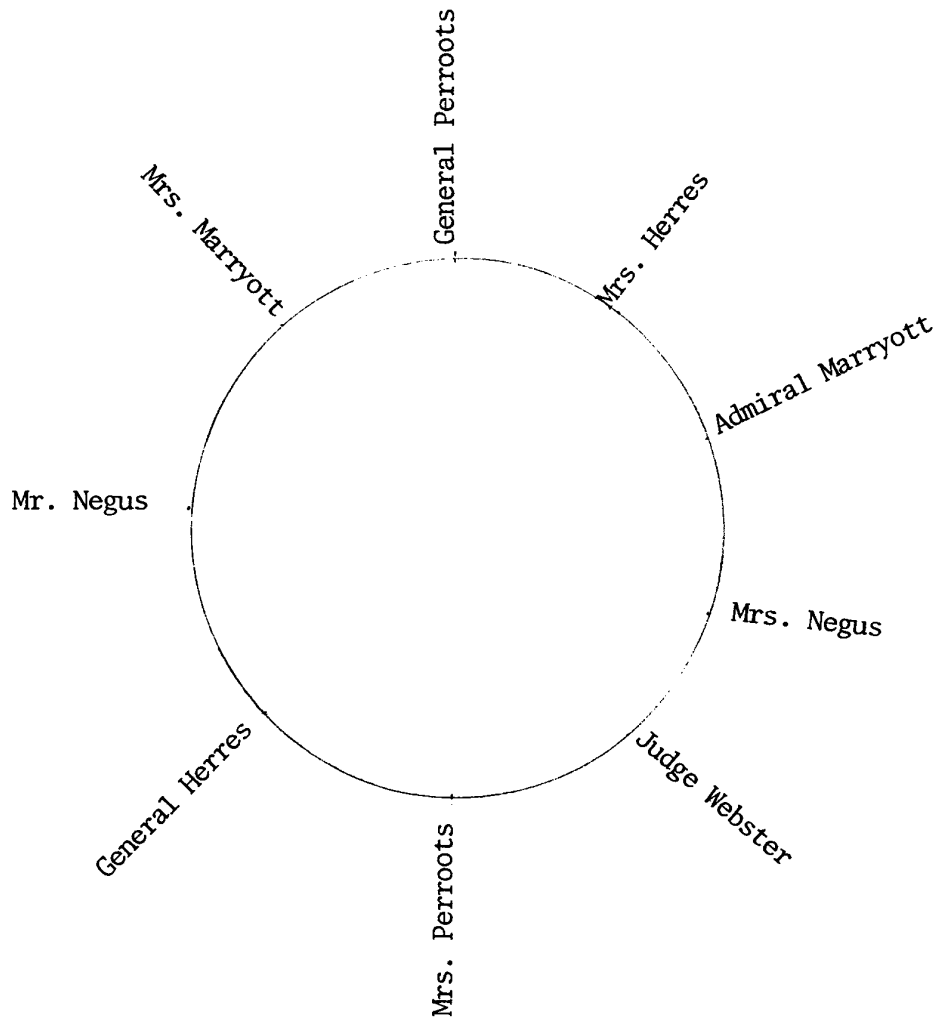 General Perroots
Mrs. Herres
Admiral Marryott
Mrs. Negus
Judge Webster
Mrs. Perroots
General Herres
Mr. Negus
Mrs. Marryott